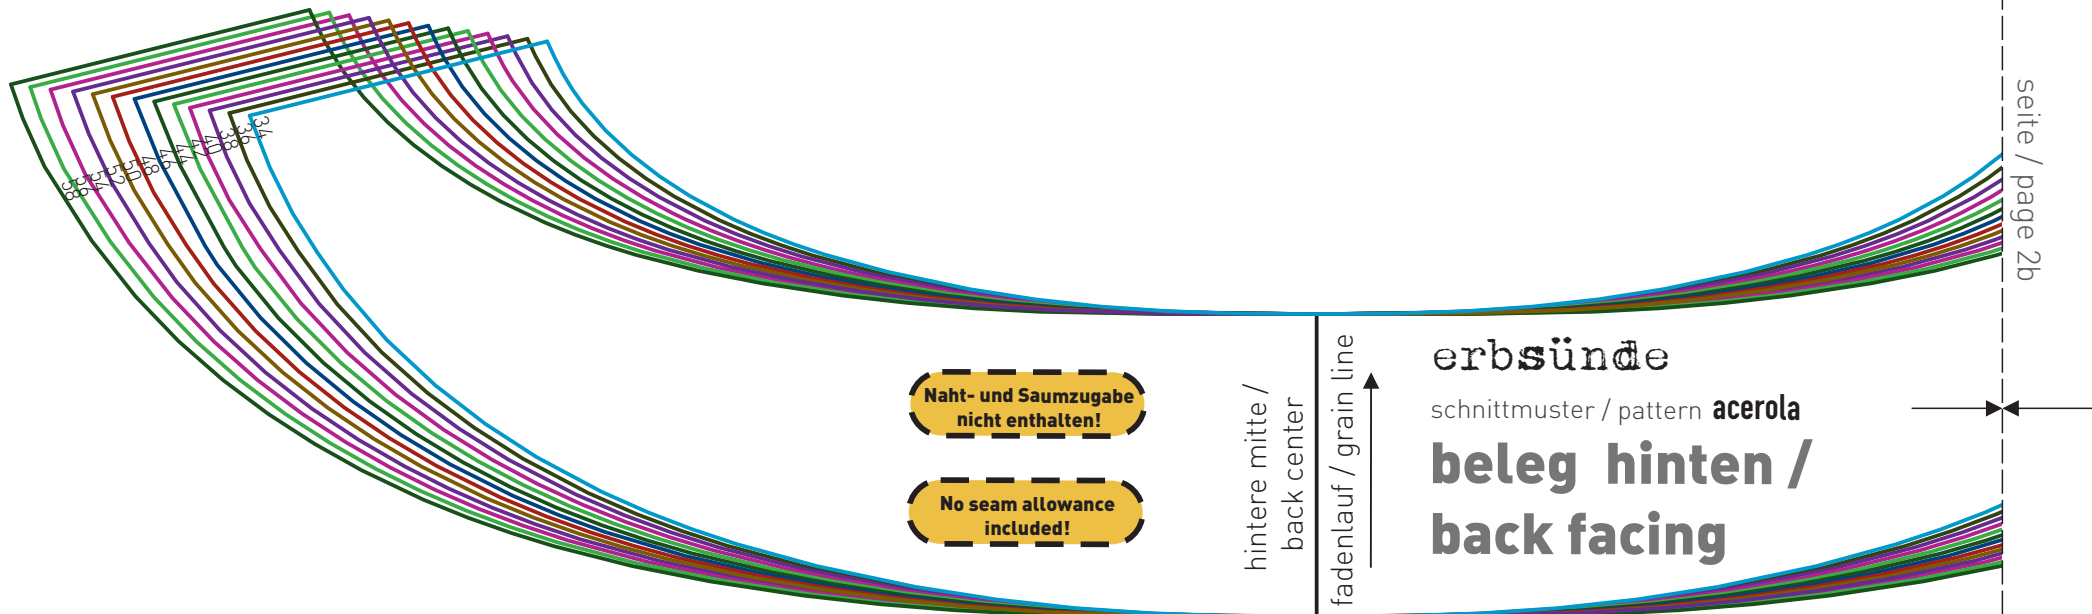 34
36
38
40
42
44
46
48
50
52
54
56
58
Naht- und Saumzugabe
nicht enthalten!
No seam allowance
included!
hintere mitte /
back center
fadenlauf / grain line
erbsünde
schnittmuster / pattern acerola
beleg hinten /
back facing
seite / page 2b